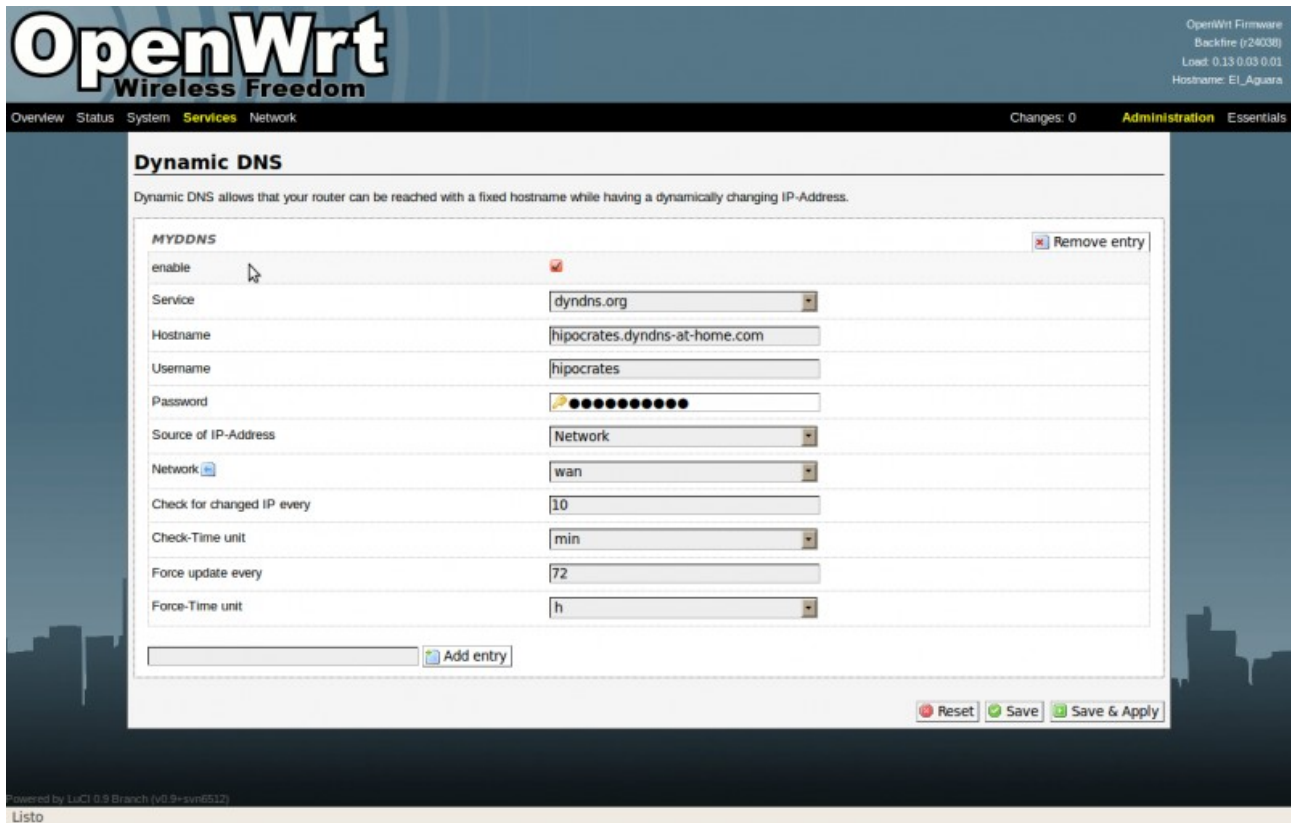 OpenWrt
Wireless Freedom
OpenWrt Firmware
Backfire (r24038)
Load: 0.13 0.03 0.01
Hostname: El_Aguara
Overview Status System Services Network Changes: 0 Administration Essentials
Dynamic DNS
Dynamic DNS allows that your router can be reached with a fixed hostname while having a dynamically changing IP-Address.
MYDDNS Remove entry
enable
Service dyndns.org
Hostname hipocrates.dyndns-at-home.com
Username hipocrates
Password ●●●●●●●●●●
Source of IP-Address Network
Network wan
Check for changed IP every 10
Check-Time unit min
Force update every 72
Force-Time unit h
Add entry
Reset Save Save & Apply
Powered by LuCI 0.9 Branch (v0.9+svn6512)
Listo